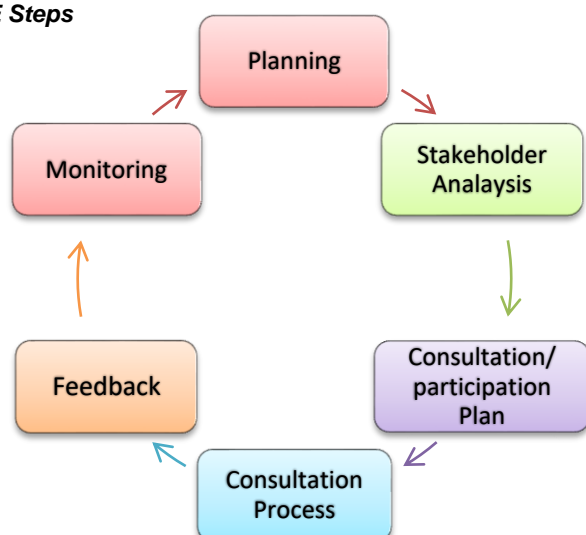 E Steps
Planning
Stakeholder
Analaysis
Consultation/
participation
Plan
Consultation
Process
Feedback
Monitoring